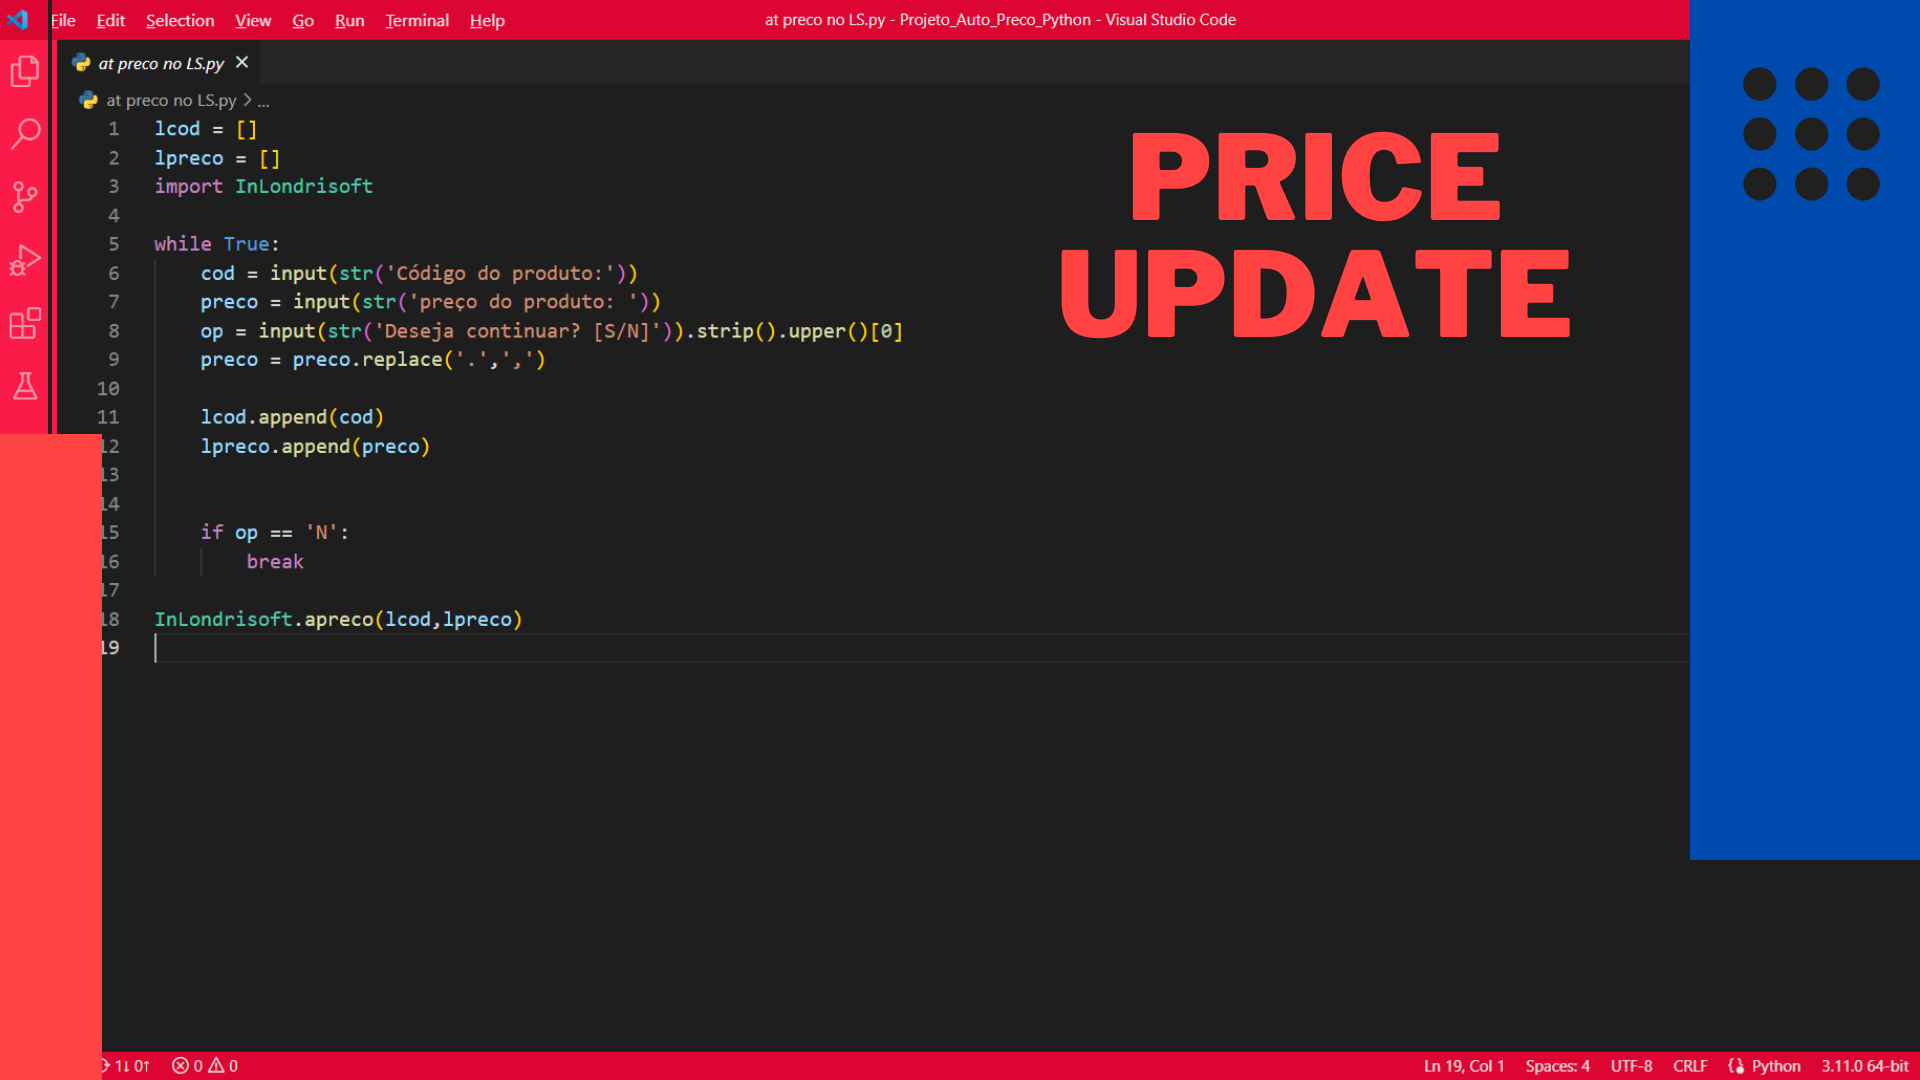 File Edit Selection View Go Run Terminal Help
at preco no LS.py - Projeto_Auto_Preco_Python - Visual Studio Code
at preco no LS.py
at preco no LS.py > ...
1 lcod = []
2 lpreco = []
3 import InLondrisoft
4
5 while True:
6 cod = input(str('Código do produto:'))
7 preco = input(str('preço do produto: '))
8 op = input(str('Deseja continuar? [S/N]')).strip().upper()[0]
9 preco = preco.replace('.',',')
10
11 lcod.append(cod)
12 lpreco.append(preco)
13
14
15 if op == 'N':
16 break
17
18 InLondrisoft.apreco(lcod,lpreco)
19
PRICE
UPDATE
1↓ 0↑ 0 0
Ln 19, Col 1 Spaces: 4 UTF-8 CRLF Python 3.11.0 64-bit